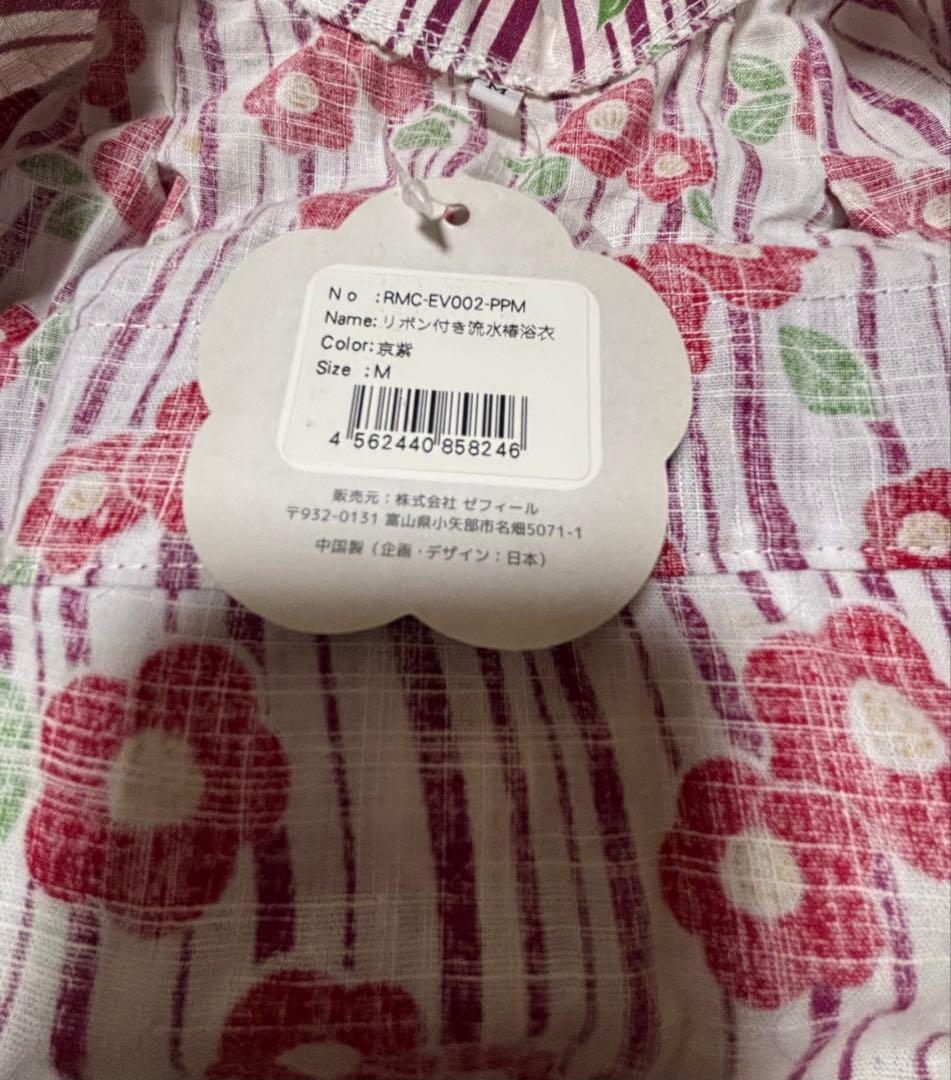 M
No :RMC-EV002-PPM
Name:リボン付き流水椿浴衣
Color:京紫
Size :M
4 562440 858246
販売元：株式会社 ゼフィール
〒932-0131 富山県小矢部市名畑5071-1
中国製（企画・デザイン：日本）